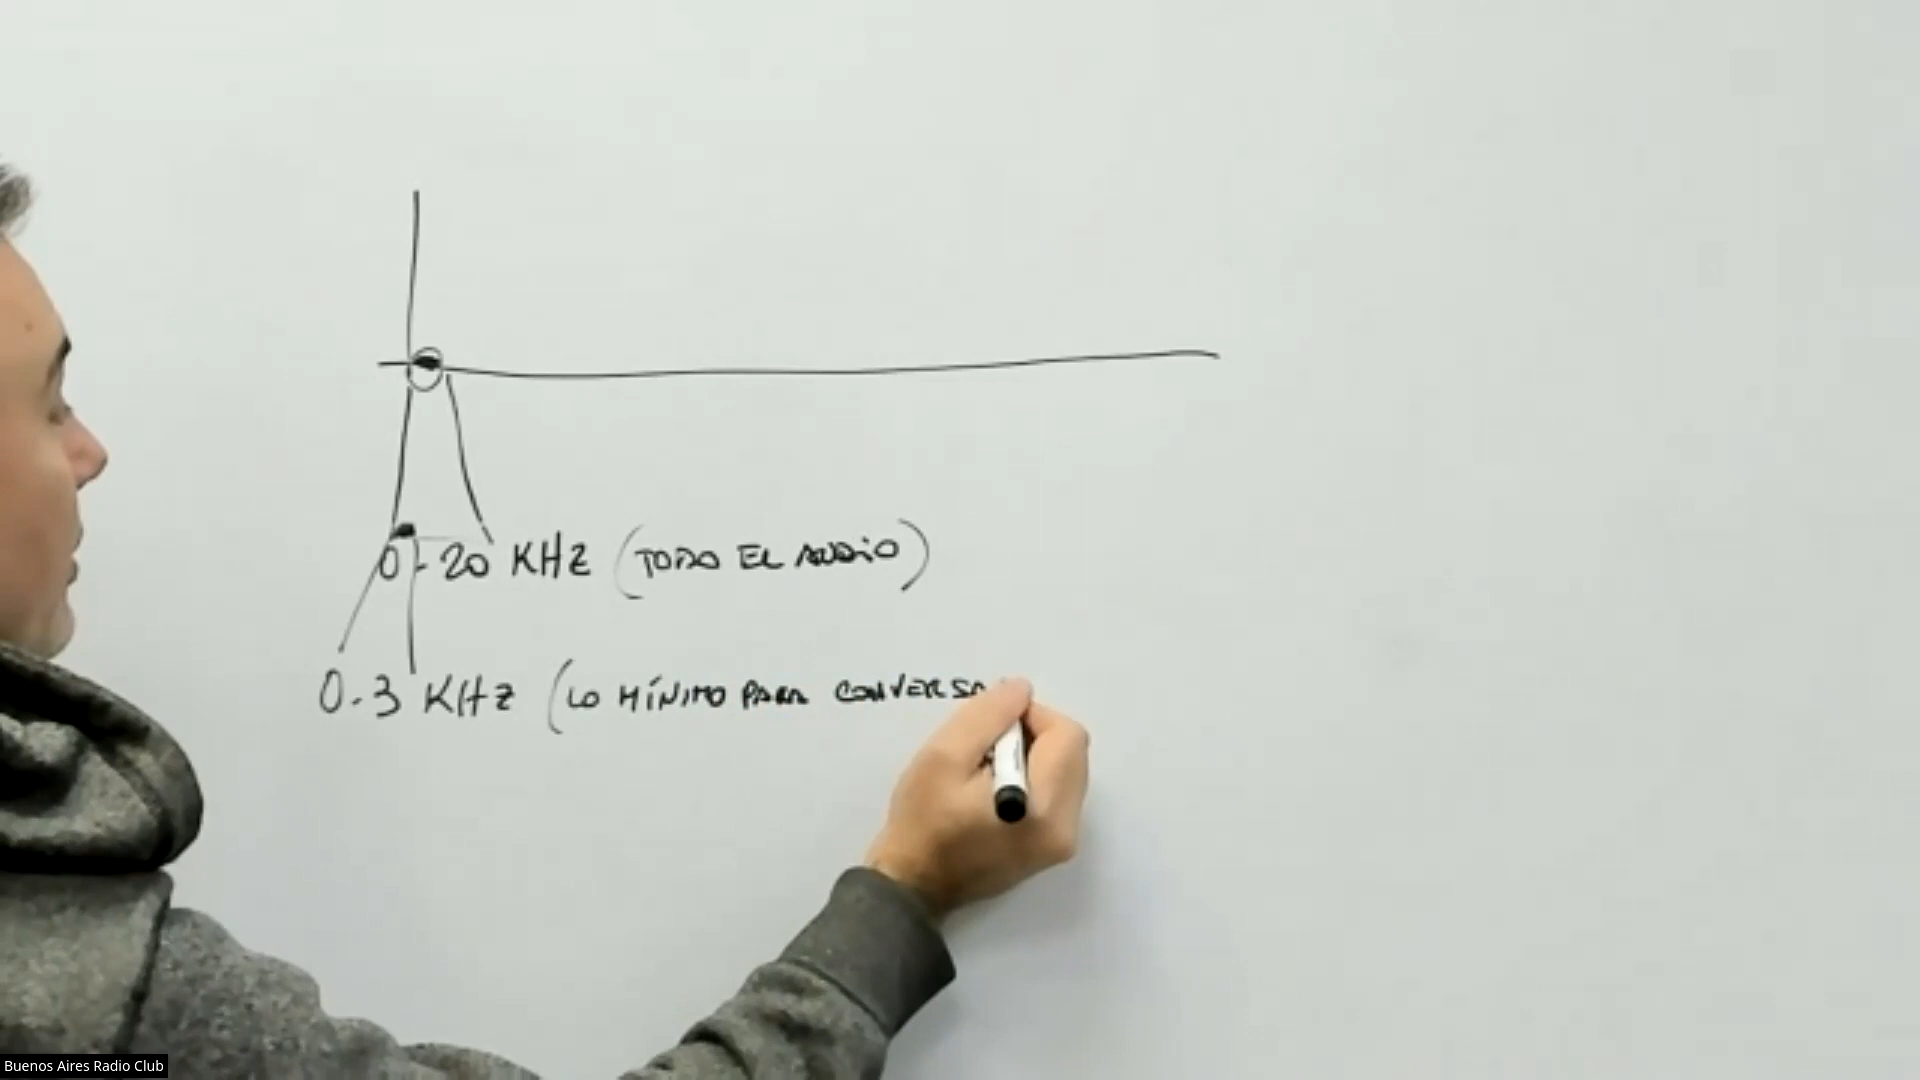 0-20 KHz (TODO EL AUDIO)
0-3 KHz (LO MÍNIMO PARA
Buenos Aires Radio Club